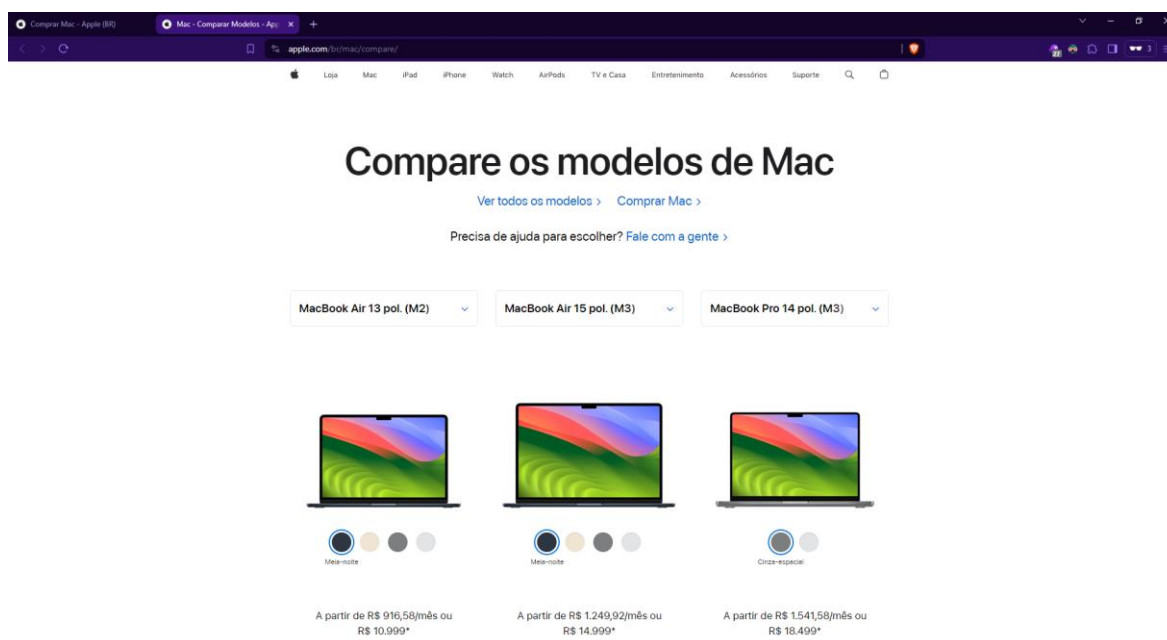 Comprar Mac - Apple (BR)
Mac - Comparar Modelos - App
apple.com/br/mac/compare/
27
3
Loja Mac iPad iPhone Watch AirPods TV e Casa Entretenimento Acessórios Suporte
Compare os modelos de Mac
Ver todos os modelos > Comprar Mac >
Precisa de ajuda para escolher? Fale com a gente >
MacBook Air 13 pol. (M2) MacBook Air 15 pol. (M3) MacBook Pro 14 pol. (M3)
Meia-noite Meia-noite Cinza-espacial
A partir de R$ 916,58/mês ou A partir de R$ 1.249,92/mês ou A partir de R$ 1.541,58/mês ou
R$ 10.999* R$ 14.999* R$ 18.499*